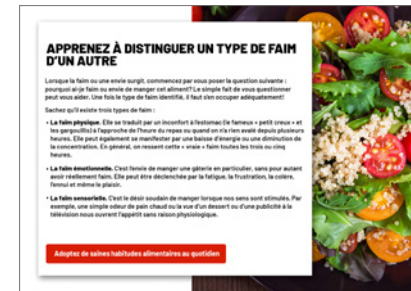 APPRENEZ À DISTINGUER UN TYPE DE FAIM
D'UN AUTRE
Lorsque la faim ou une envie surgit, commencez par vous poser la question suivante :
pourquoi ai-je faim ou envie de manger cet aliment? Le simple fait de vous questionner
peut vous aider. Une fois le type de faim identifié, il faut s'en occuper adéquatement!
Sachez qu'il existe trois types de faim :
• La faim physique. Elle se traduit par un inconfort à l'estomac (le fameux « petit creux » et
les gargouillis) à l'approche de l'heure du repas ou quand on n'a rien avalé depuis plusieurs
heures. Elle peut également se manifester par une baisse d'énergie ou une diminution de
la concentration. En général, on ressent cette « vraie » faim toutes les trois ou cinq
heures.
• La faim émotionnelle. C'est l'envie de manger une gâterie en particulier, sans pour autant
avoir réellement faim. Elle peut être déclenchée par la fatigue, la frustration, la colère,
l'ennui et même le plaisir.
• La faim sensorielle. C'est le désir soudain de manger lorsque nos sens sont stimulés. Par
exemple, une simple odeur de pain chaud ou la vue d'un dessert ou d'une publicité à la
télévision nous ouvrent l'appétit sans raison physiologique.
Adoptez de saines habitudes alimentaires au quotidien